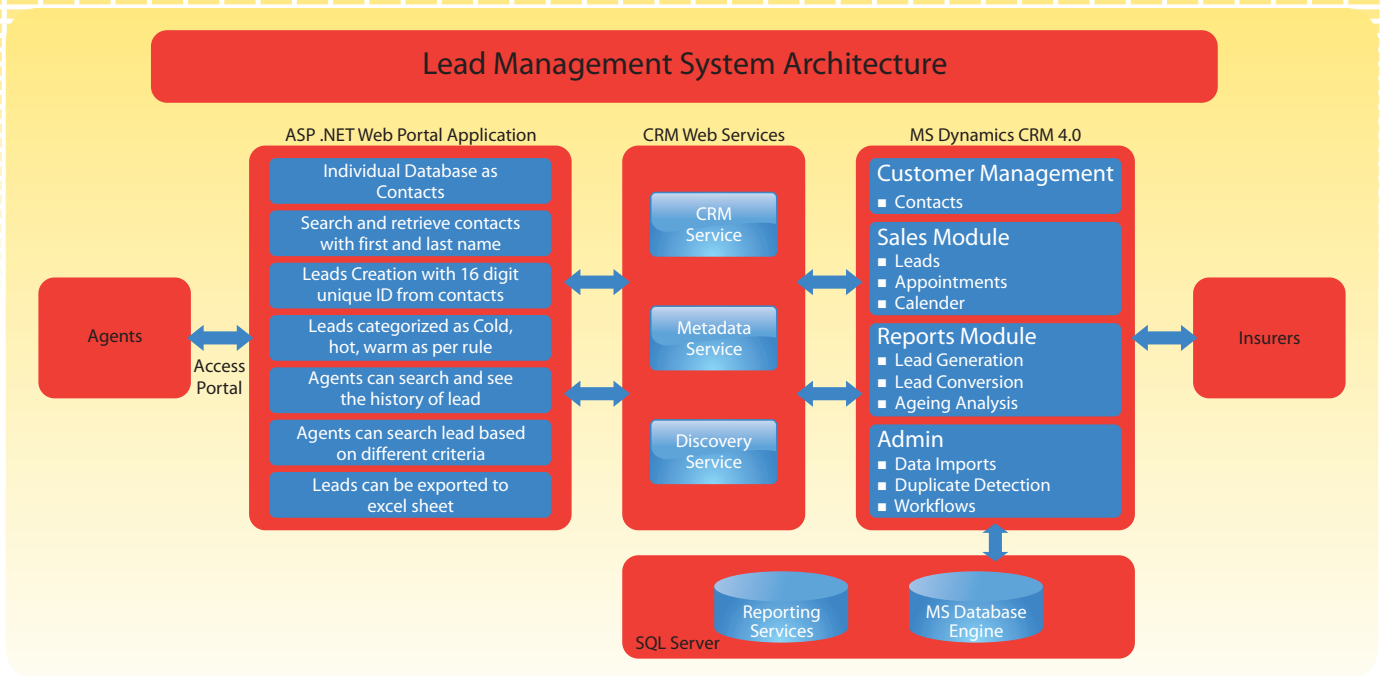 Lead Management System Architecture
ASP .NET Web Portal Application
CRM Web Services
MS Dynamics CRM 4.0
Agents
Access
Portal
Individual Database as
Contacts
Search and retrieve contacts
with first and last name
Leads Creation with 16 digit
unique ID from contacts
Leads categorized as Cold,
hot, warm as per rule
Agents can search and see
the history of lead
Agents can search lead based
on different criteria
Leads can be exported to
excel sheet
CRM
Service
Metadata
Service
Discovery
Service
Customer Management
■ Contacts
Sales Module
■ Leads
■ Appointments
■ Calender
Reports Module
■ Lead Generation
■ Lead Conversion
■ Ageing Analysis
Admin
■ Data Imports
■ Duplicate Detection
■ Workflows
Insurers
Reporting
Services
MS Database
Engine
SQL Server